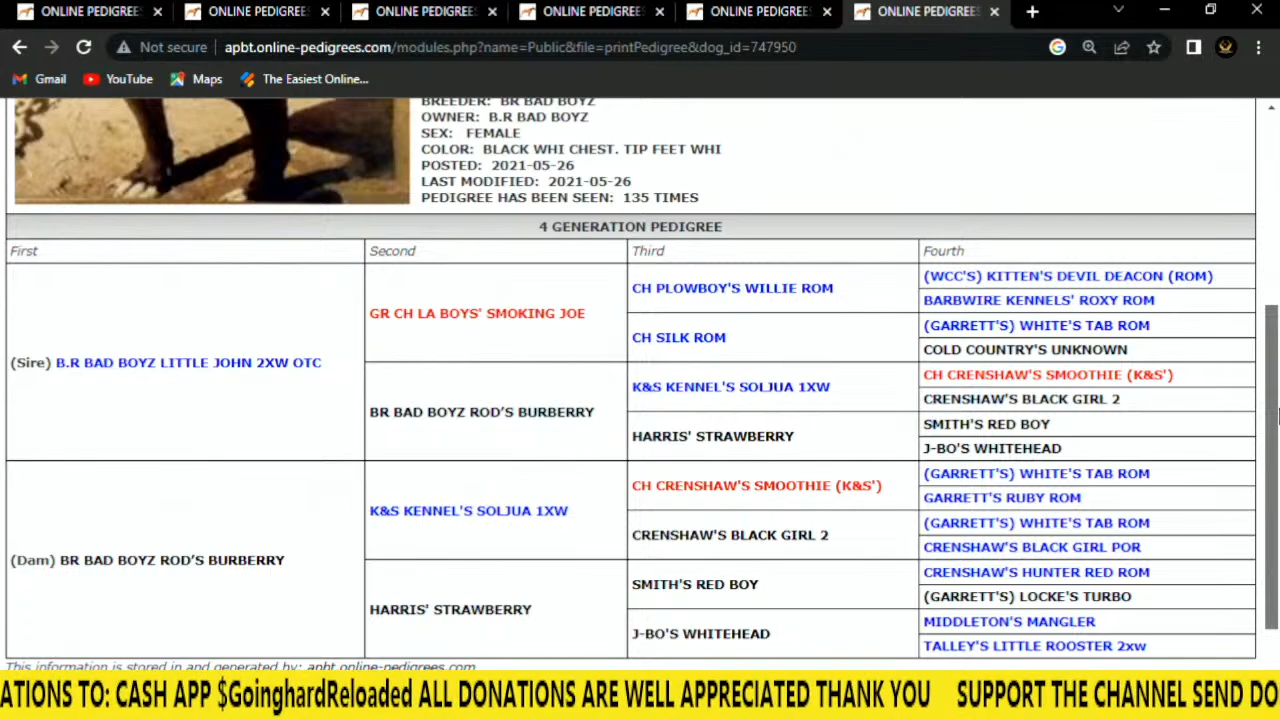 ONLINE PEDIGREES
ONLINE PEDIGREES
ONLINE PEDIGREES
ONLINE PEDIGREES
ONLINE PEDIGREES
ONLINE PEDIGREES
Not secure
apbt.online-pedigrees.com/modules.php?name=Public&file=printPedigree&dog_id=747950
Gmail
YouTube
Maps
The Easiest Online...
BREEDER: BR BAD BOYZ
OWNER: B.R BAD BOYZ
SEX: FEMALE
COLOR: BLACK WHI CHEST. TIP FEET WHI
POSTED: 2021-05-26
LAST MODIFIED: 2021-05-26
PEDIGREE HAS BEEN SEEN: 135 TIMES
4 GENERATION PEDIGREE
First
Second
Third
Fourth
(Sire) B.R BAD BOYZ LITTLE JOHN 2XW OTC
GR CH LA BOYS' SMOKING JOE
CH PLOWBOY'S WILLIE ROM
(WCC'S) KITTEN'S DEVIL DEACON (ROM)
BARBWIRE KENNELS' ROXY ROM
CH SILK ROM
(GARRETT'S) WHITE'S TAB ROM
COLD COUNTRY'S UNKNOWN
BR BAD BOYZ ROD'S BURBERRY
K&S KENNEL'S SOLJUA 1XW
CH CRENSHAW'S SMOOTHIE (K&S')
CRENSHAW'S BLACK GIRL 2
HARRIS' STRAWBERRY
SMITH'S RED BOY
J-BO'S WHITEHEAD
(Dam) BR BAD BOYZ ROD'S BURBERRY
K&S KENNEL'S SOLJUA 1XW
CH CRENSHAW'S SMOOTHIE (K&S')
(GARRETT'S) WHITE'S TAB ROM
GARRETT'S RUBY ROM
CRENSHAW'S BLACK GIRL 2
(GARRETT'S) WHITE'S TAB ROM
CRENSHAW'S BLACK GIRL POR
HARRIS' STRAWBERRY
SMITH'S RED BOY
CRENSHAW'S HUNTER RED ROM
(GARRETT'S) LOCKE'S TURBO
J-BO'S WHITEHEAD
MIDDLETON'S MANGLER
TALLEY'S LITTLE ROOSTER 2xw
This information is stored in and generated by: apbt.online-pedigrees.com
ATIONS TO: CASH APP $GoinghardReloaded ALL DONATIONS ARE WELL APPRECIATED THANK YOU SUPPORT THE CHANNEL SEND DO